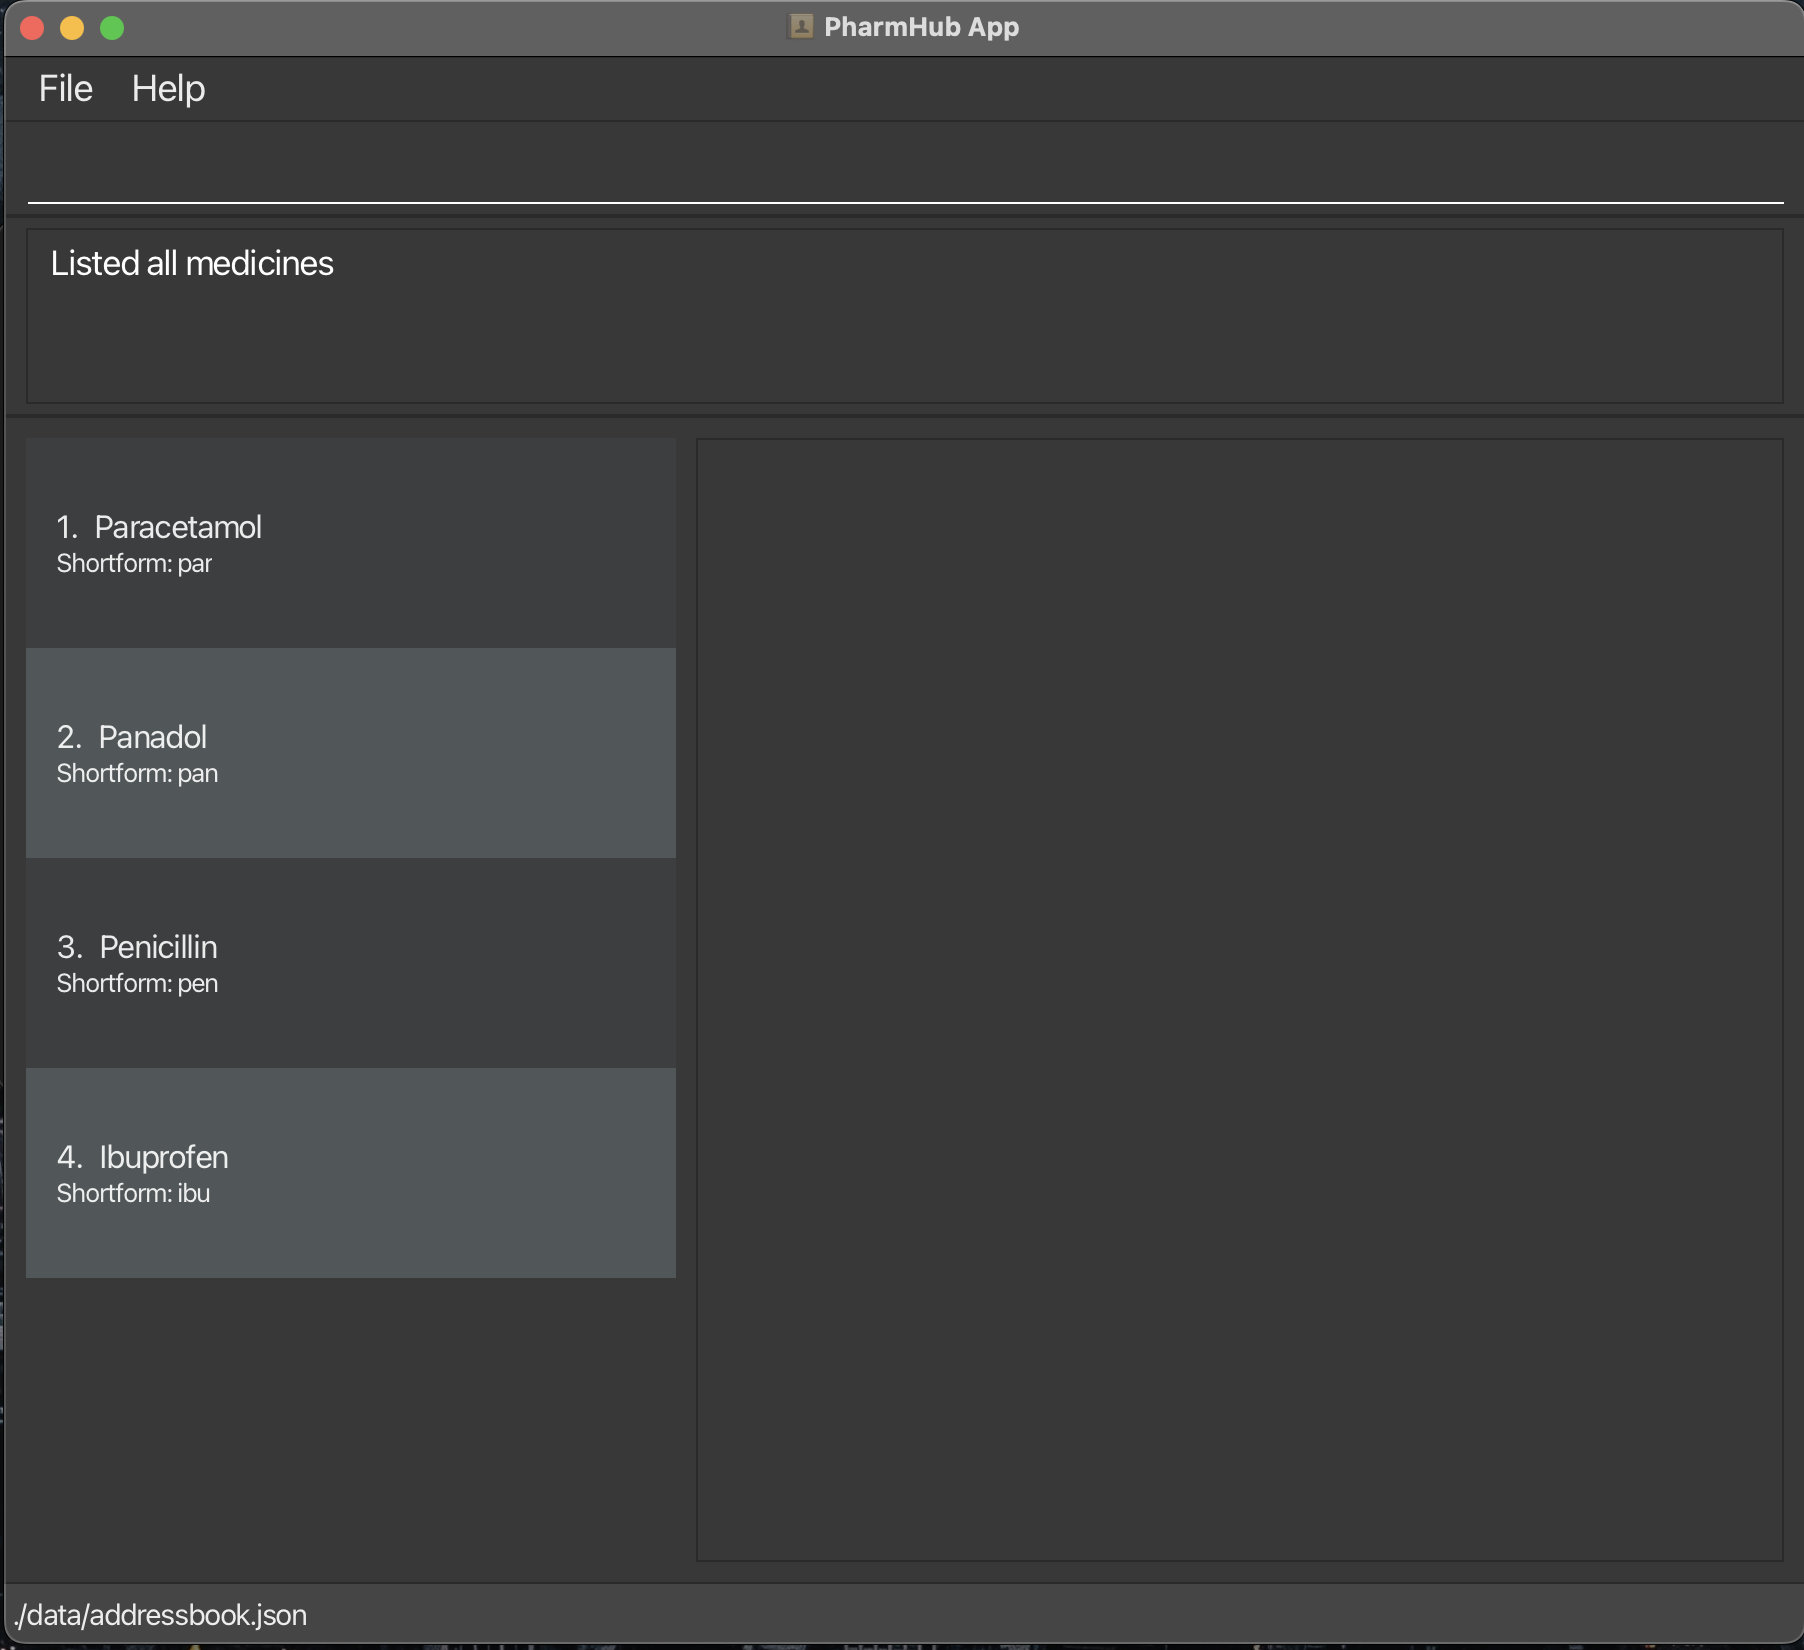 PharmHub App
File Help
Listed all medicines
1. Paracetamol
Shortform: par
2. Panadol
Shortform: pan
3. Penicillin
Shortform: pen
4. Ibuprofen
Shortform: ibu
./data/addressbook.json